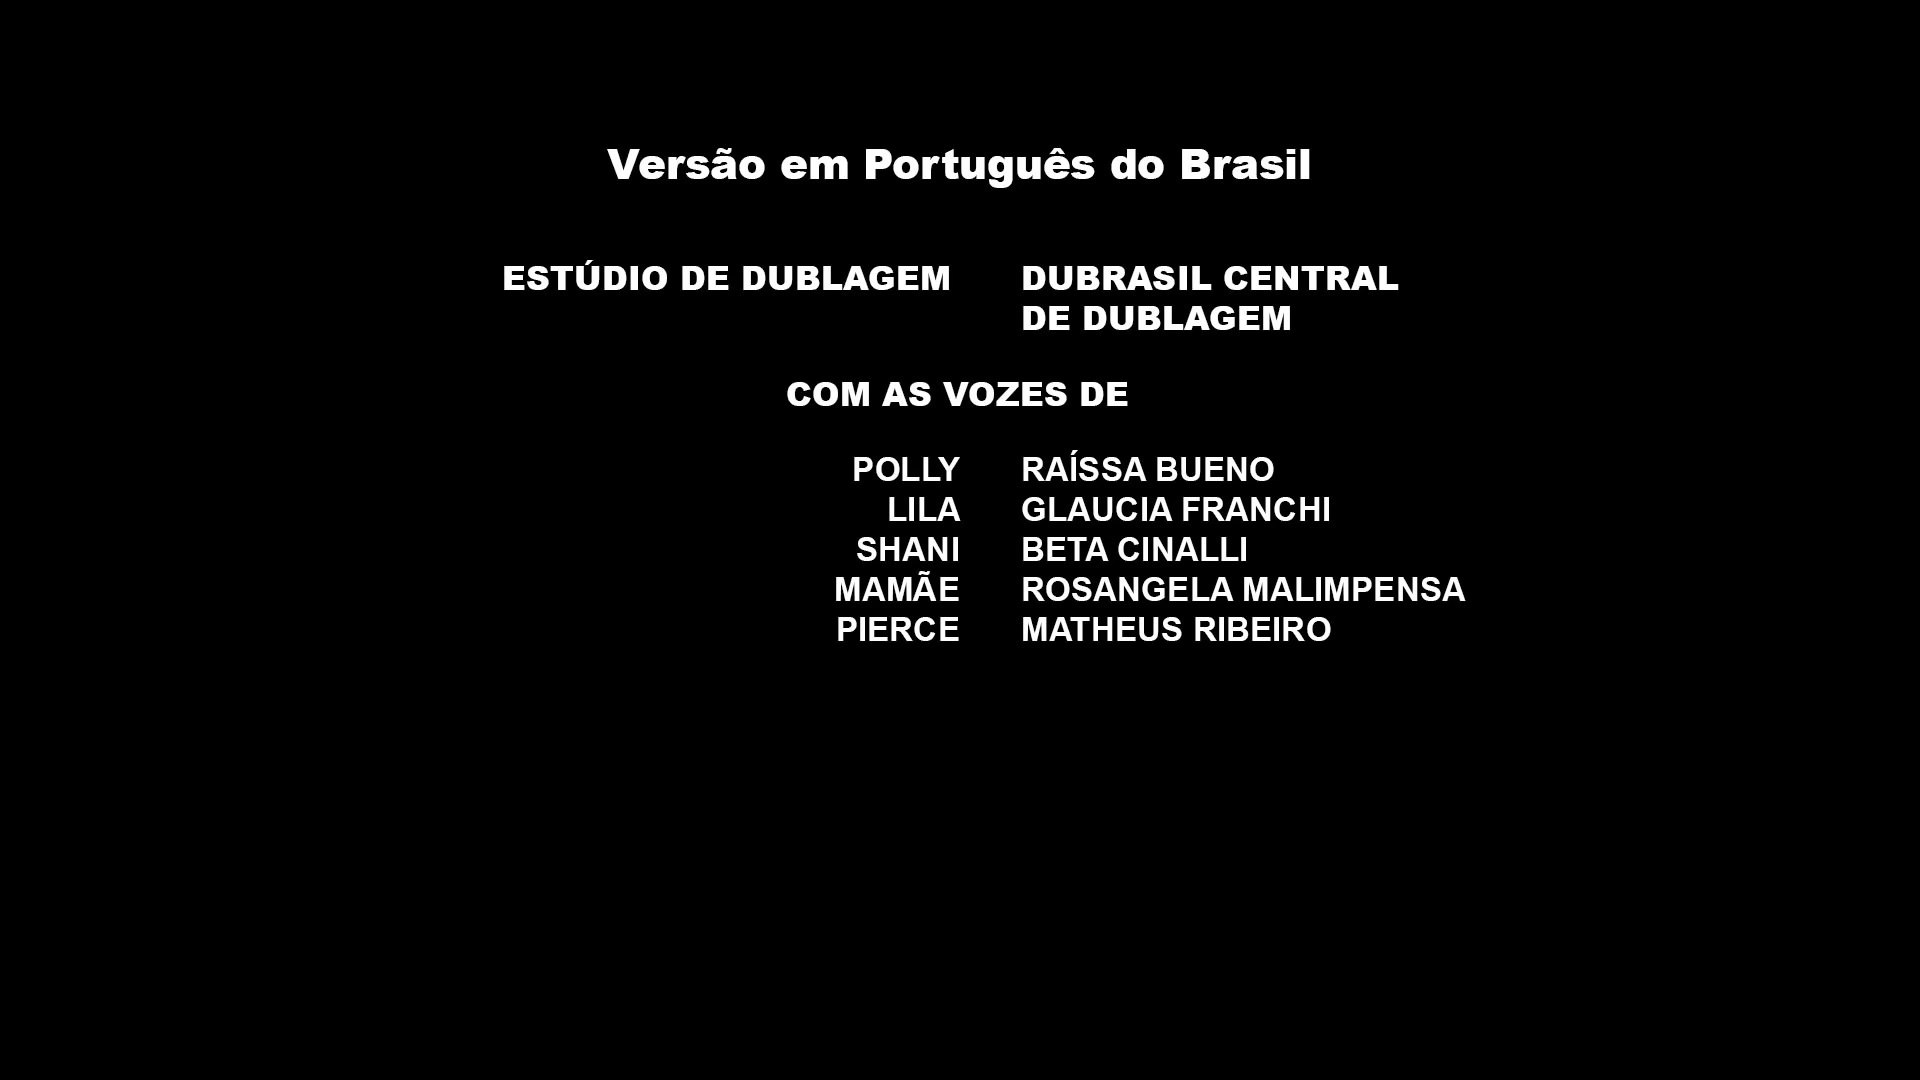 Versão em Português do Brasil
ESTÚDIO DE DUBLAGEM DUBRASIL CENTRAL
DE DUBLAGEM
COM AS VOZES DE
POLLY RAÍSSA BUENO
LILA GLAUCIA FRANCHI
SHANI BETA CINALLI
MAMÃE ROSANGELA MALIMPENSA
PIERCE MATHEUS RIBEIRO